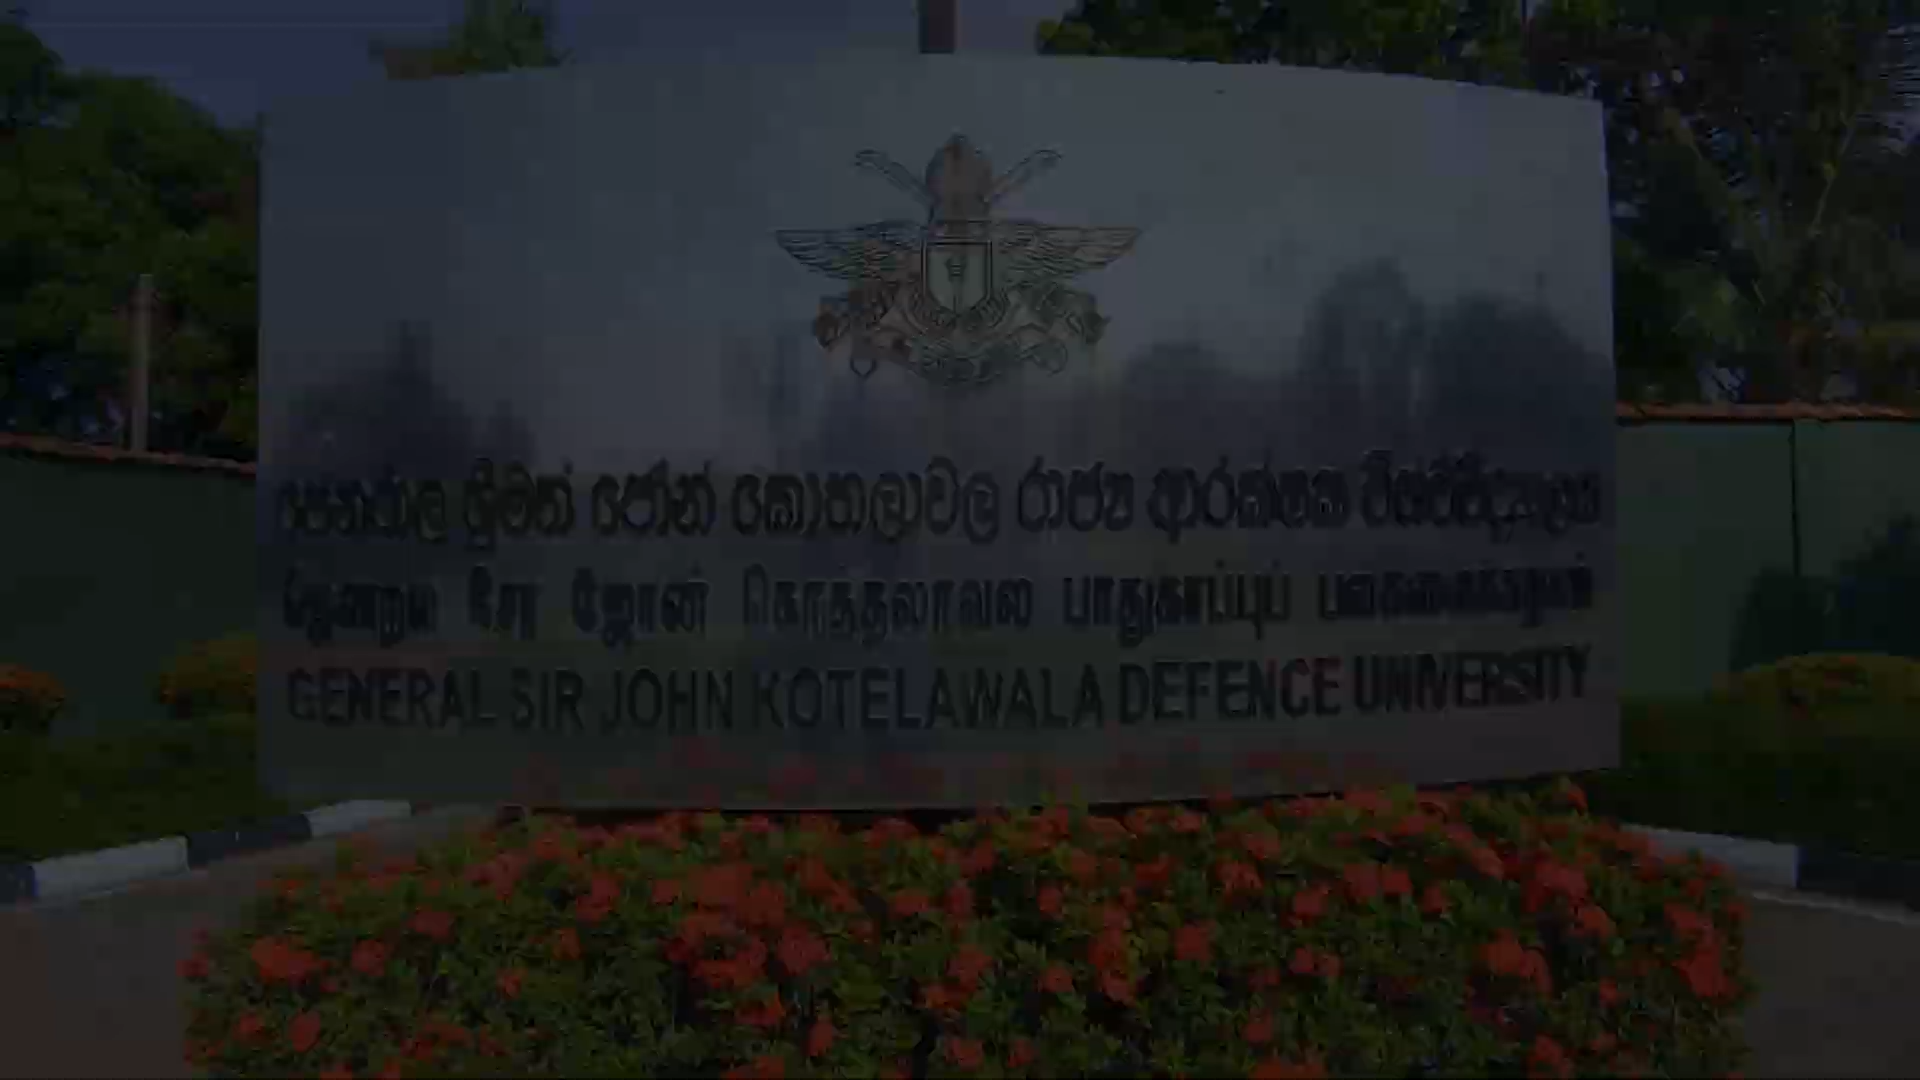 ජෙනරාල ශ්‍රීමත් ජෝන් කොතලාවල රාජ්‍ය ආරක්ෂක විශ්වවිද්‍යාලය
ஜெனரல் சேர் ஜோன் கொத்தலாவல பாதுகாப்புப் பல்கலைக்கழகம்
GENERAL SIR JOHN KOTELAWALA DEFENCE UNIVERSITY